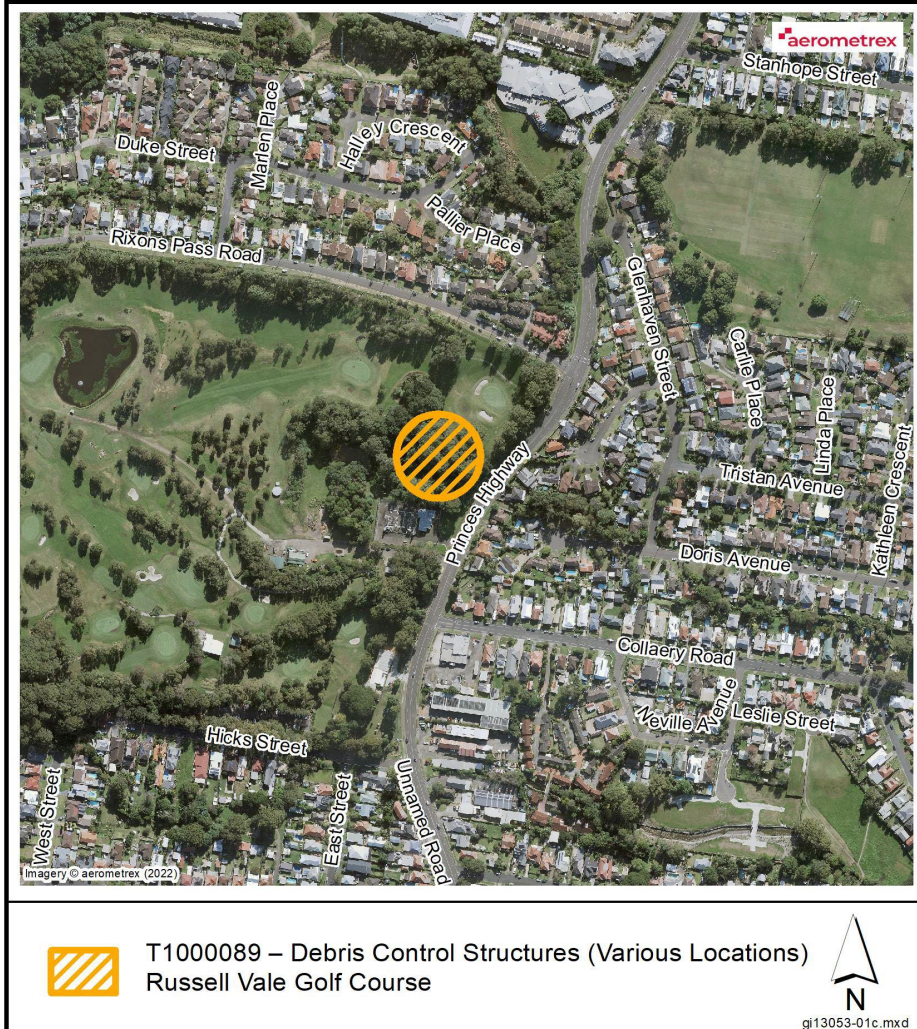 aerometrex
Stanhope Street
Marlen Place
Halley Crescent
Duke Street
Pallier Place
Rixons Pass Road
Glenhaven Street
Carlie Place
Linda Place
Kathleen Crescent
Tristan Avenue
Princes Highway
Doris Avenue
Collaery Road
Neville Avenue
Leslie Street
Hicks Street
West Street
East Street
Unnamed Road
Imagery © aerometrex (2022)
T1000089 – Debris Control Structures (Various Locations)
Russell Vale Golf Course
N
gi13053-01c.mxd